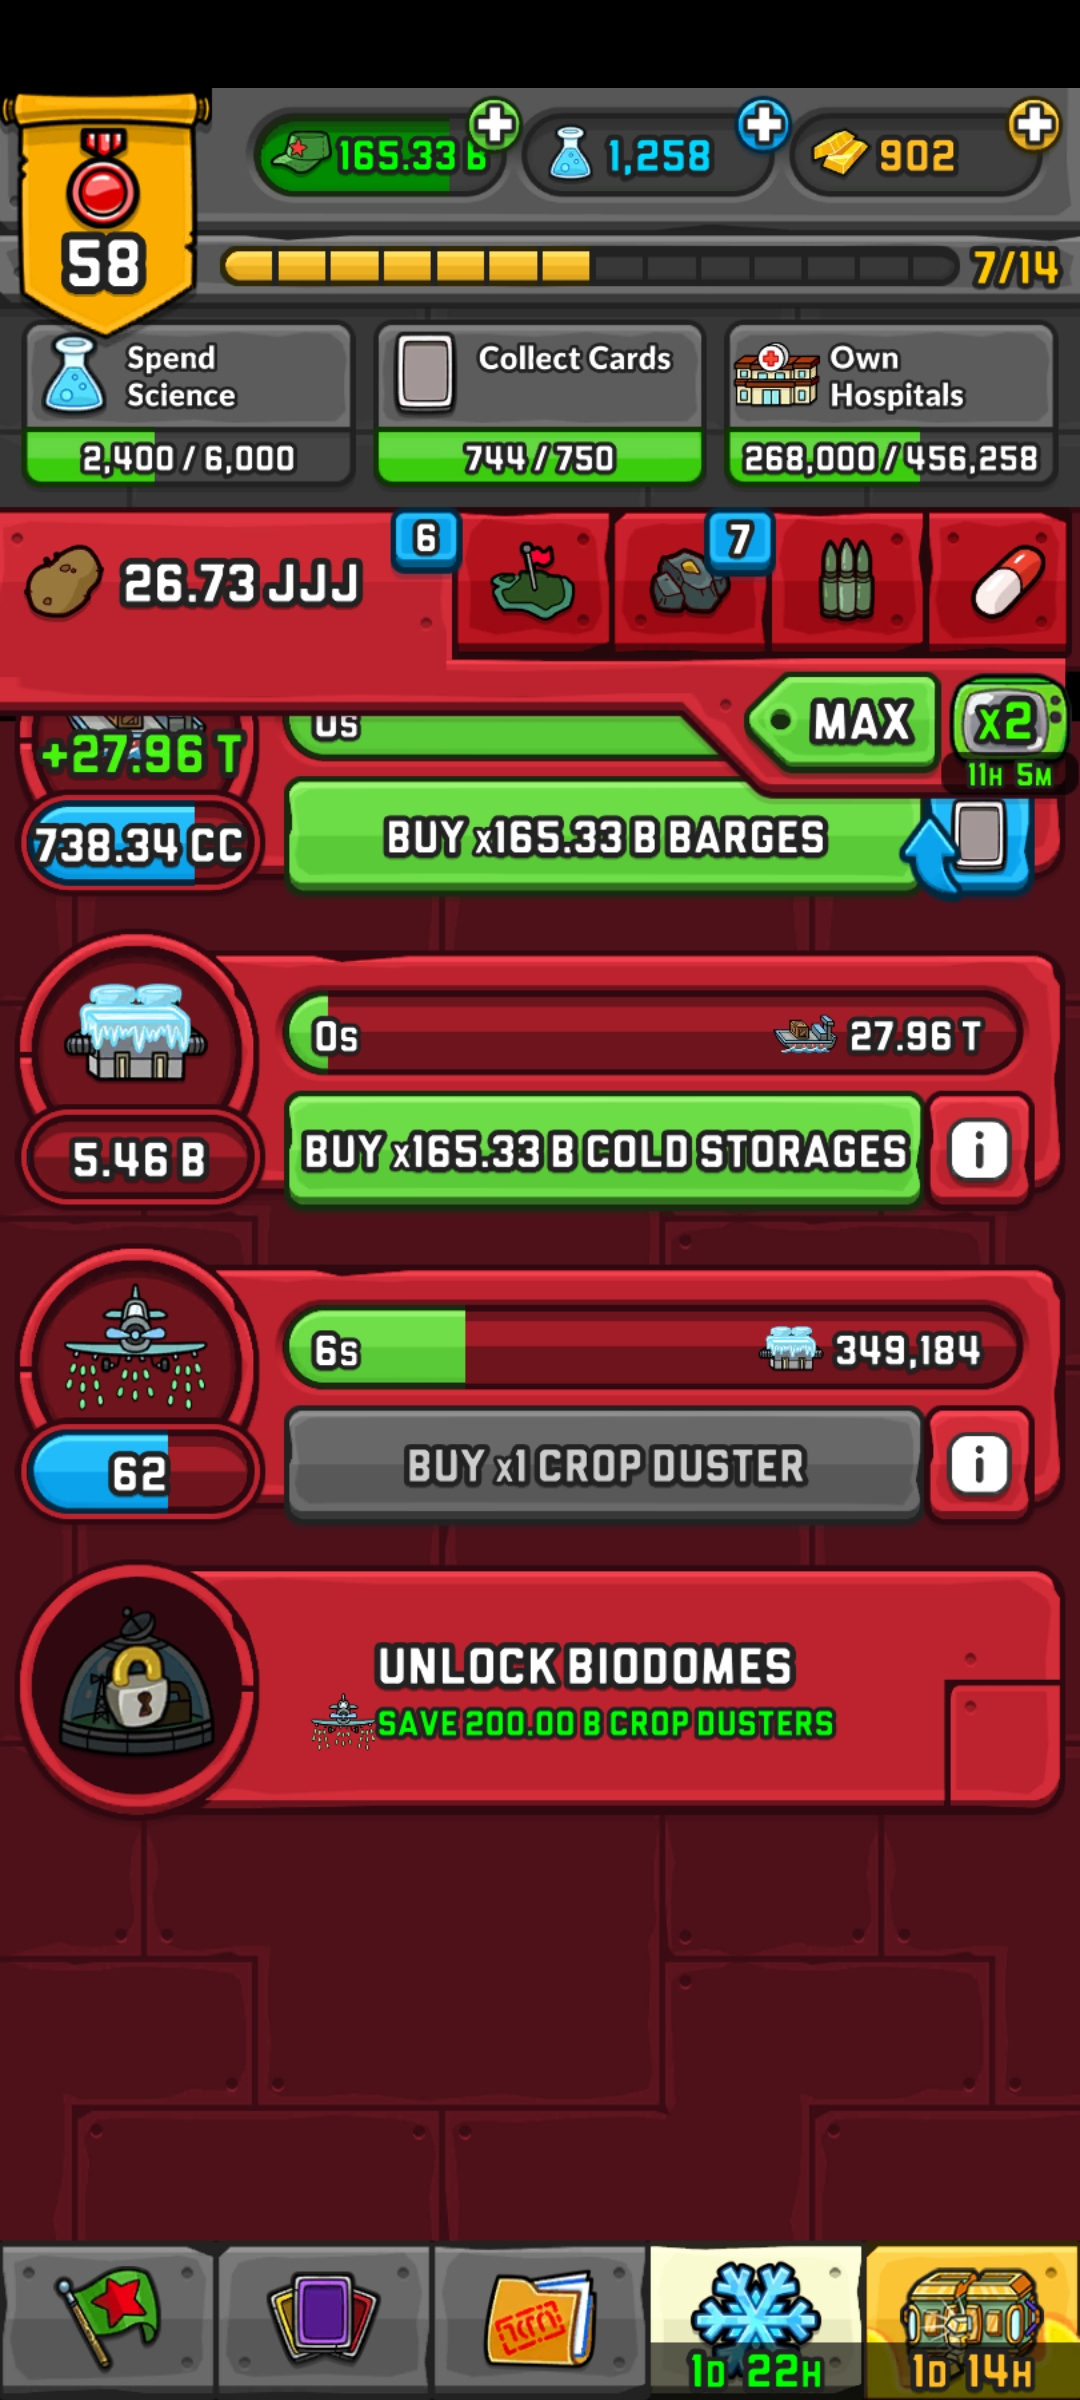 58
165.33 B
1,258
902
7/14
Spend
Science
2,400 / 6,000
Collect Cards
744 / 750
Own
Hospitals
268,000 / 456,258
26.73 JJJ
6
7
MAX
x2
11H 5M
+27.96 T
0s
738.34 CC
BUY x165.33 B BARGES
0s
27.96 T
5.46 B
BUY x165.33 B COLD STORAGES
i
6s
349,184
62
BUY x1 CROP DUSTER
i
UNLOCK BIODOMES
SAVE 200.00 B CROP DUSTERS
1D 22H
1D 14H